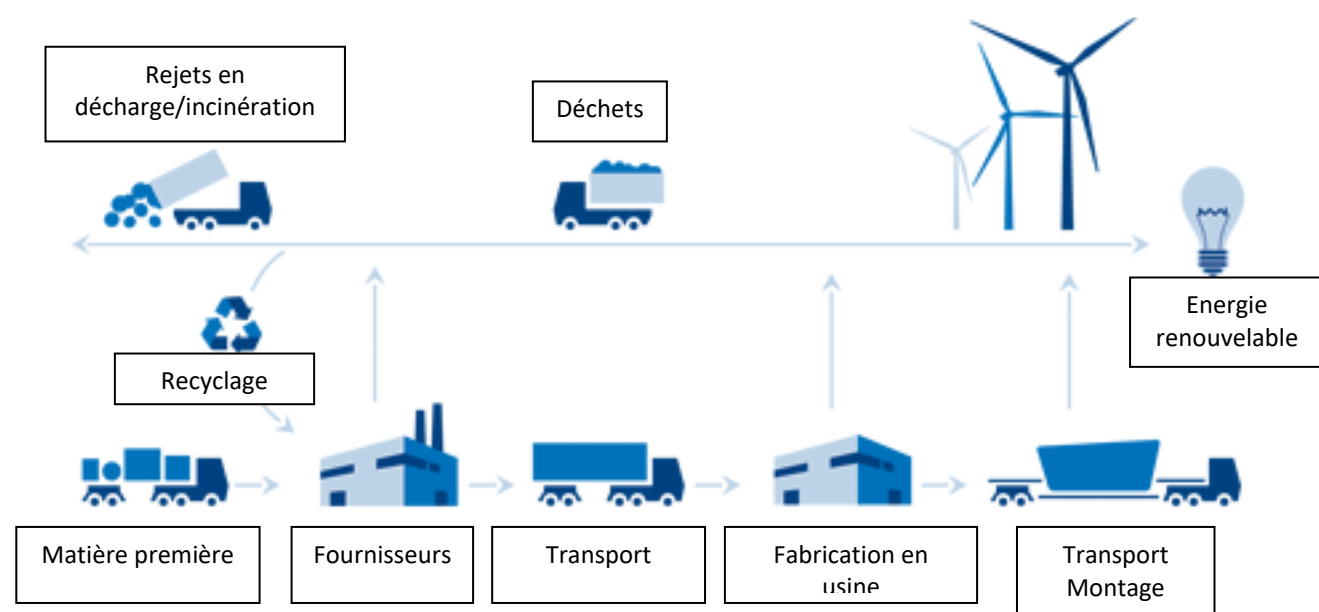 Rejets en
décharge/incinération
Déchets
Energie
renouvelable
Recyclage
Matière première
Fournisseurs
Transport
Fabrication en
usine
Transport
Montage